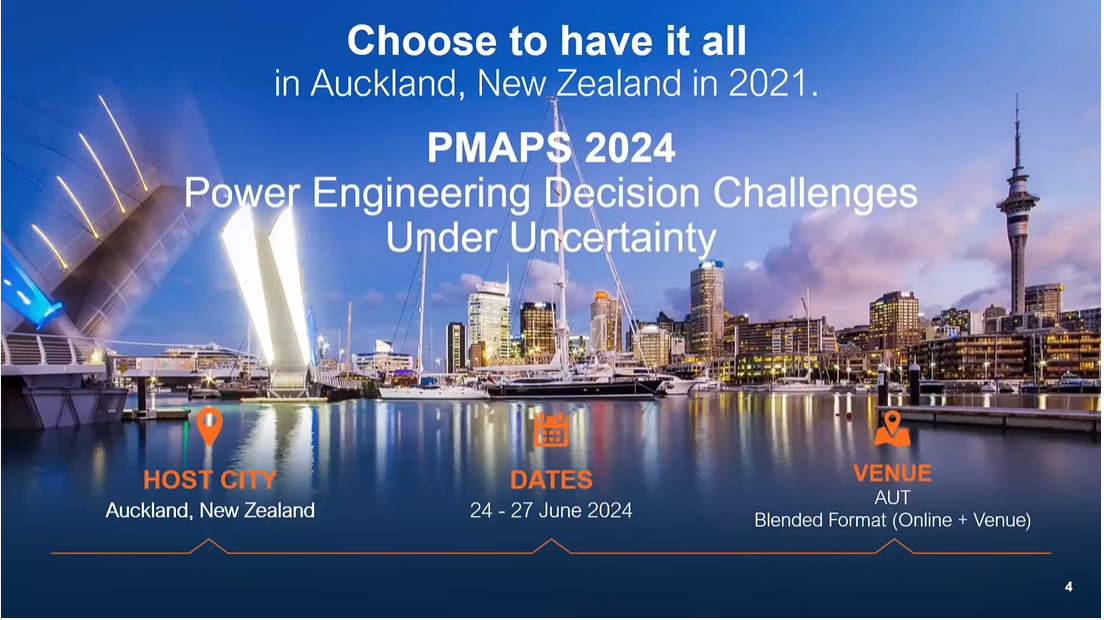 Choose to have it all
in Auckland, New Zealand in 2021.
PMAPS 2024
Power Engineering Decision Challenges
Under Uncertainty
HOST CITY
Auckland, New Zealand
DATES
24 - 27 June 2024
VENUE
AUT
Blended Format (Online + Venue)
4